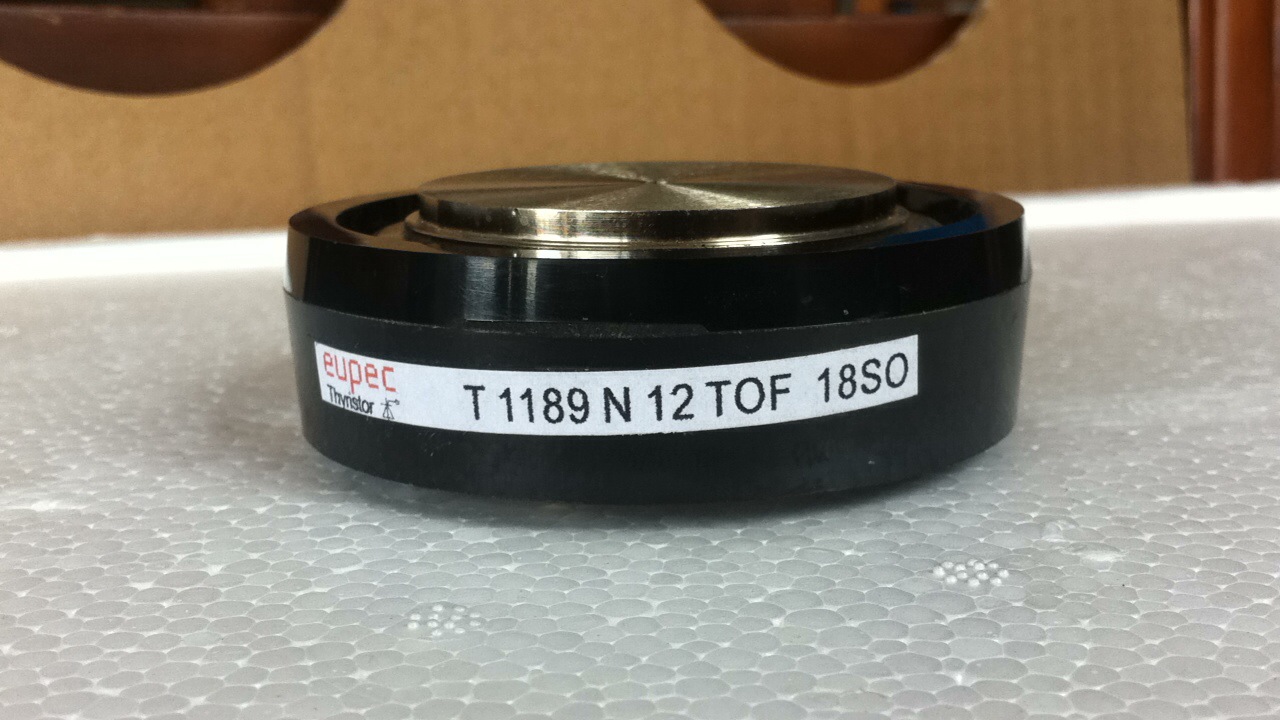 eupec
Thyristor
T 1189 N 12 TOF 18SO